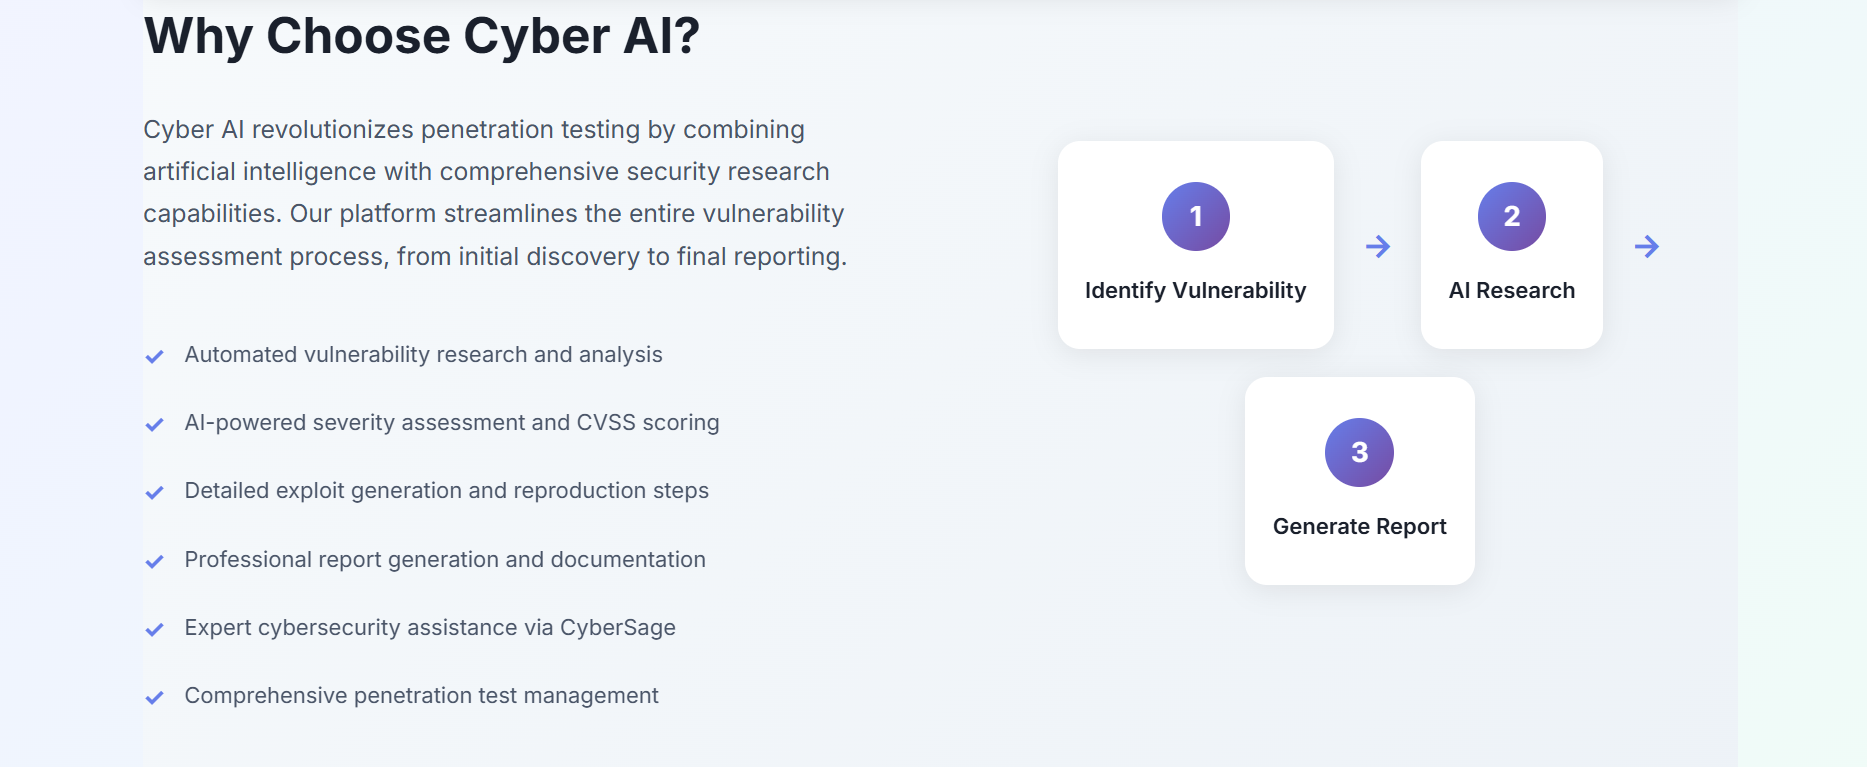 Why Choose Cyber AI?
Cyber AI revolutionizes penetration testing by combining
artificial intelligence with comprehensive security research
capabilities. Our platform streamlines the entire vulnerability
assessment process, from initial discovery to final reporting.
Automated vulnerability research and analysis
AI-powered severity assessment and CVSS scoring
Detailed exploit generation and reproduction steps
Professional report generation and documentation
Expert cybersecurity assistance via CyberSage
Comprehensive penetration test management
1
Identify Vulnerability
2
AI Research
3
Generate Report